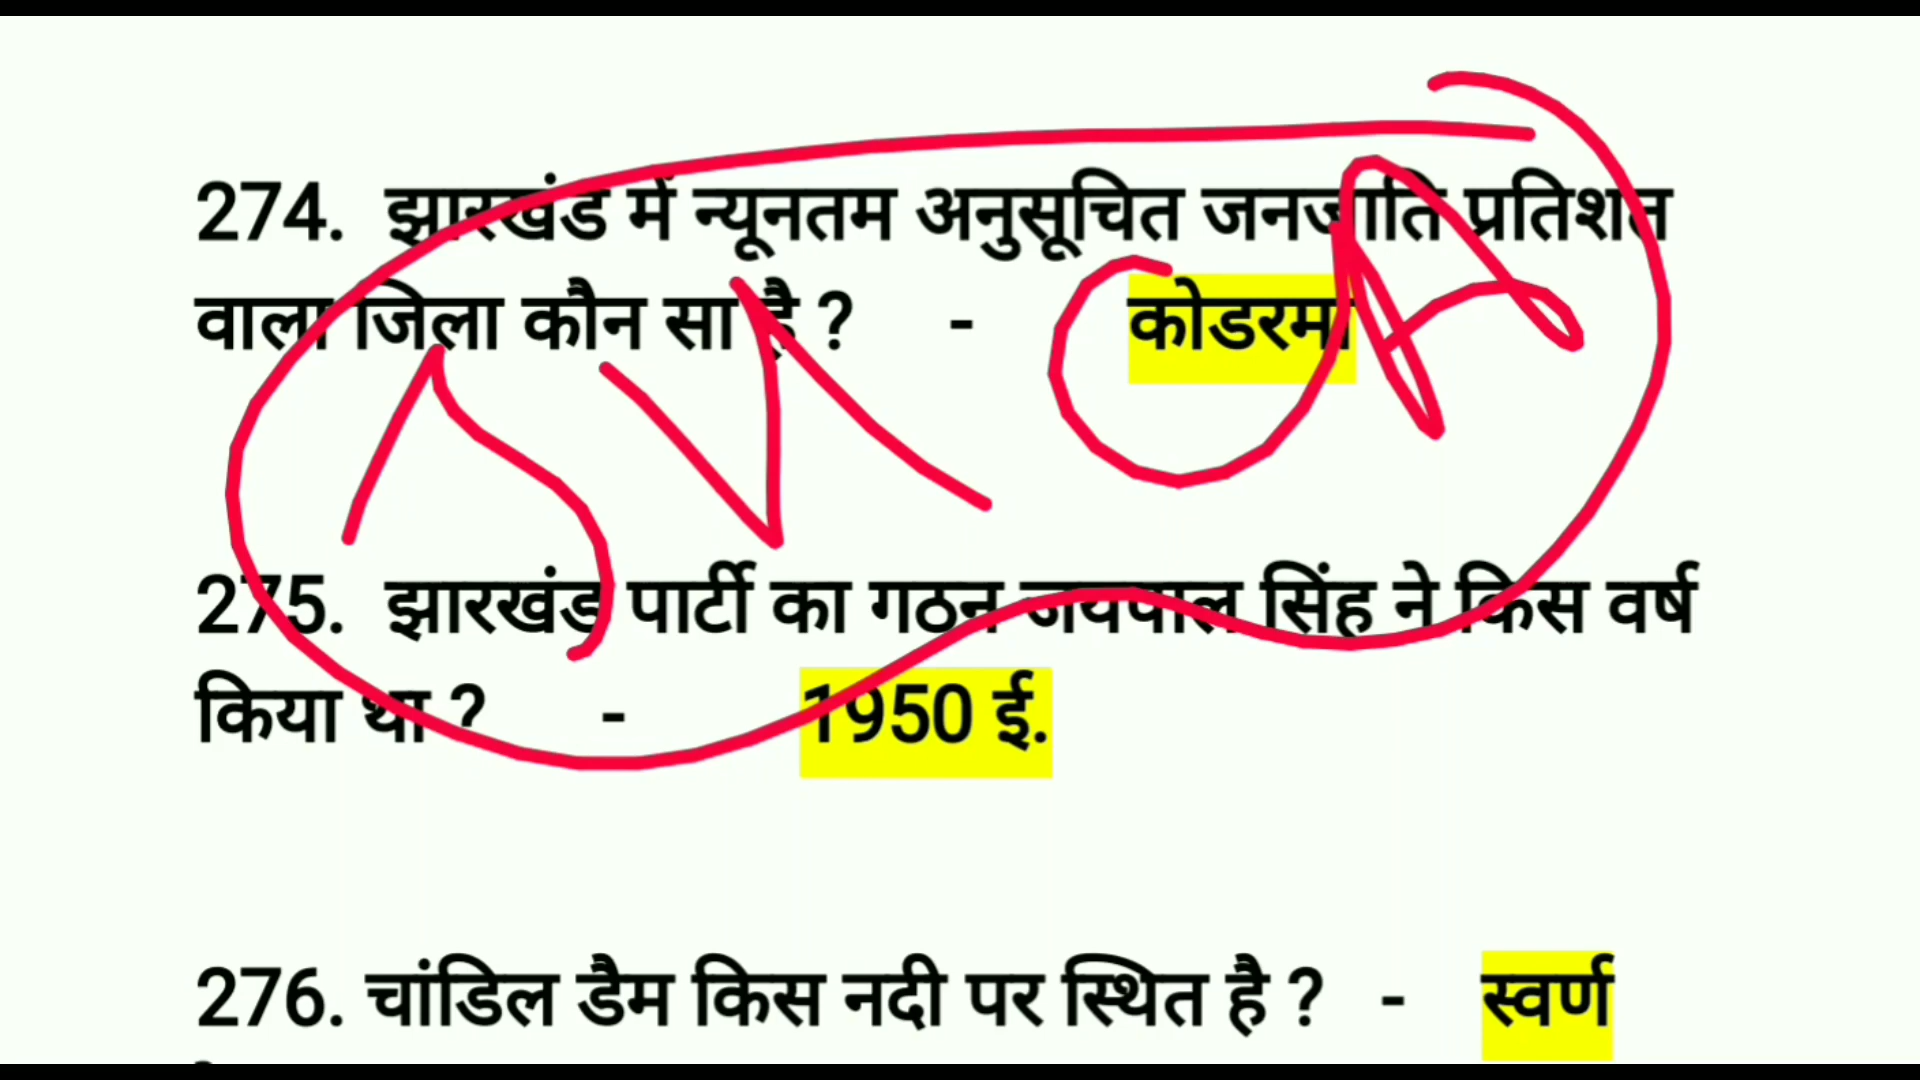 274. झारखंड में न्यूनतम अनुसूचित जनजाति प्रतिशत
वाला जिला कौन सा है ? - कोडरमा
275. झारखंड पार्टी का गठन जयपाल सिंह ने किस वर्ष
किया था ? - 1950 ई.
276. चांडिल डैम किस नदी पर स्थित है ? - स्वर्ण